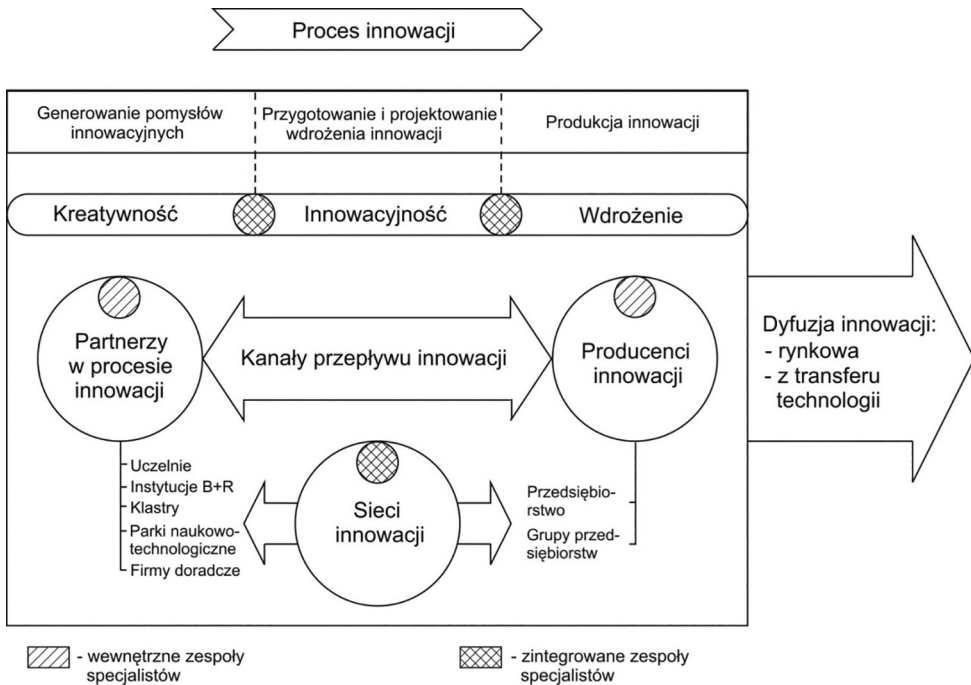 Proces innowacji
Generowanie pomysłów
innowacyjnych
Przygotowanie i projektowanie
wdrożenia innowacji
Produkcja innowacji
Kreatywność
Innowacyjność
Wdrożenie
Partnerzy
w procesie
innowacji
Kanały przepływu innowacji
Producenci
innowacji
Dyfuzja innowacji:
- rynkowa
- z transferu
technologii
Uczelnie
Instytucje B+R
Klastry
Parki naukowo-
technologiczne
Firmy doradcze
Sieci
innowacji
Przedsiębio-
rstwo
Grupy przed-
siębiorstw
- wewnętrzne zespoły
specjalistów
- zintegrowane zespoły
specjalistów